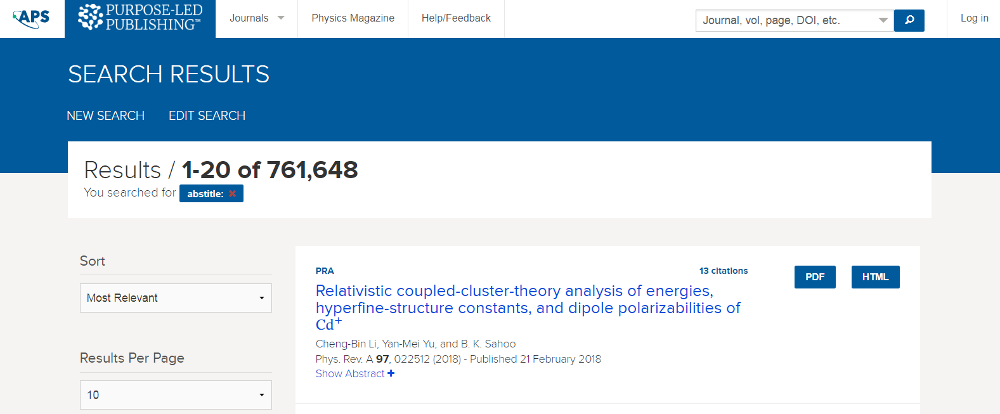 APS
PURPOSE-LED
PUBLISHING™
Journals
Physics Magazine
Help/Feedback
Journal, vol, page, DOI, etc.
Log in
SEARCH RESULTS
NEW SEARCH
EDIT SEARCH
Results / 1-20 of 761,648
You searched for abstitle: ✖
Sort
Most Relevant
Results Per Page
10
PRA
13 citations
PDF
HTML
Relativistic coupled-cluster-theory analysis of energies,
hyperfine-structure constants, and dipole polarizabilities of
Cd⁺
Cheng-Bin Li, Yan-Mei Yu, and B. K. Sahoo
Phys. Rev. A 97, 022512 (2018) - Published 21 February 2018
Show Abstract +